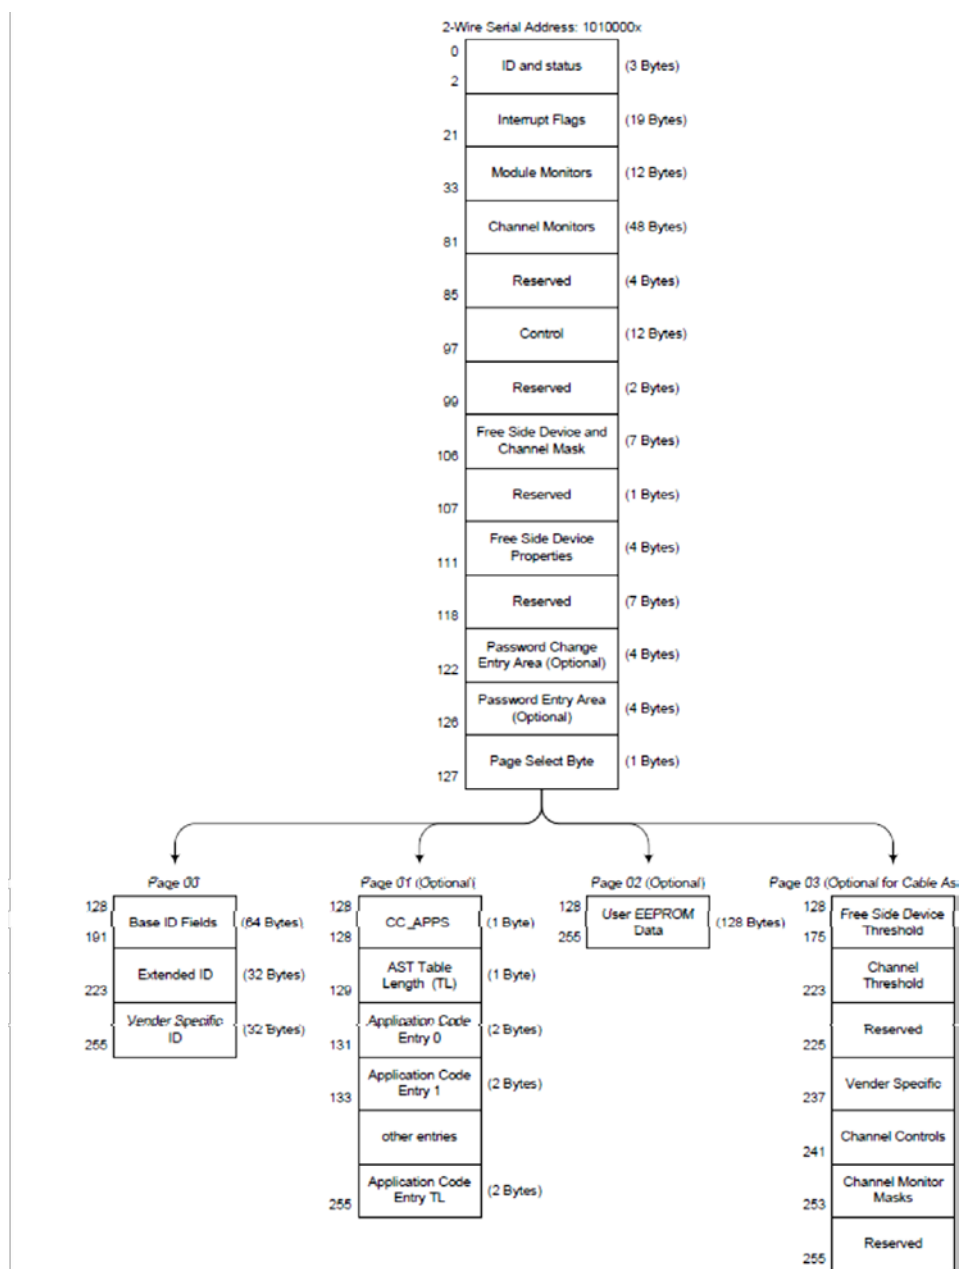 2-Wire Serial Address: 1010000x
0
ID and status
(3 Bytes)
2
Interrupt Flags
(19 Bytes)
21
Module Monitors
(12 Bytes)
33
Channel Monitors
(48 Bytes)
81
Reserved
(4 Bytes)
85
Control
(12 Bytes)
97
Reserved
(2 Bytes)
99
Free Side Device and
Channel Mask
(7 Bytes)
106
Reserved
(1 Bytes)
107
Free Side Device
Properties
(4 Bytes)
111
Reserved
(7 Bytes)
118
Password Change
Entry Area (Optional)
(4 Bytes)
122
Password Entry Area
(Optional)
(4 Bytes)
126
Page Select Byte
(1 Bytes)
127
Page 00
128
Base ID Fields
(64 Bytes)
191
Extended ID
(32 Bytes)
223
Vender Specific
ID
(32 Bytes)
255
Page 01 (Optional)
128
CC_APPS
(1 Byte)
128
AST Table
Length (TL)
(1 Byte)
129
Application Code
Entry 0
(2 Bytes)
131
Application Code
Entry 1
(2 Bytes)
133
other entries
Application Code
Entry TL
(2 Bytes)
255
Page 02 (Optional)
128
User EEPROM
Data
(128 Bytes)
255
Page 03 (Optional for Cable As
128
Free Side Device
Threshold
175
Channel
Threshold
223
Reserved
225
Vender Specific
237
Channel Controls
241
Channel Monitor
Masks
253
Reserved
255